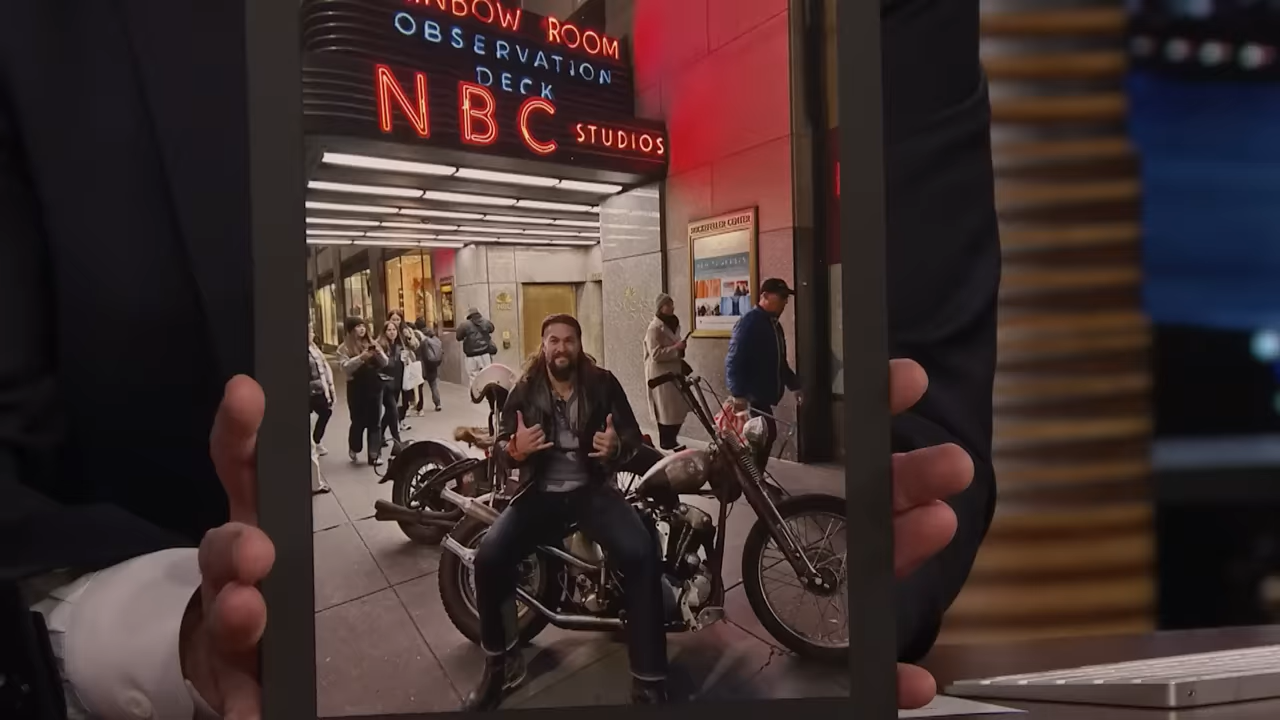 INBOW ROOM
OBSERVATION
DECK
NBC STUDIOS
ROCKEFELLER CENTER